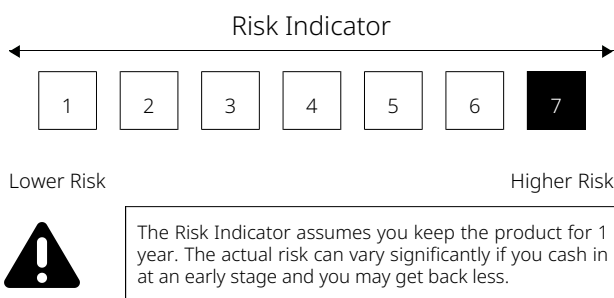 Risk Indicator
1 2 3 4 5 6 7
Lower Risk Higher Risk
The Risk Indicator assumes you keep the product for 1
year. The actual risk can vary significantly if you cash in
at an early stage and you may get back less.